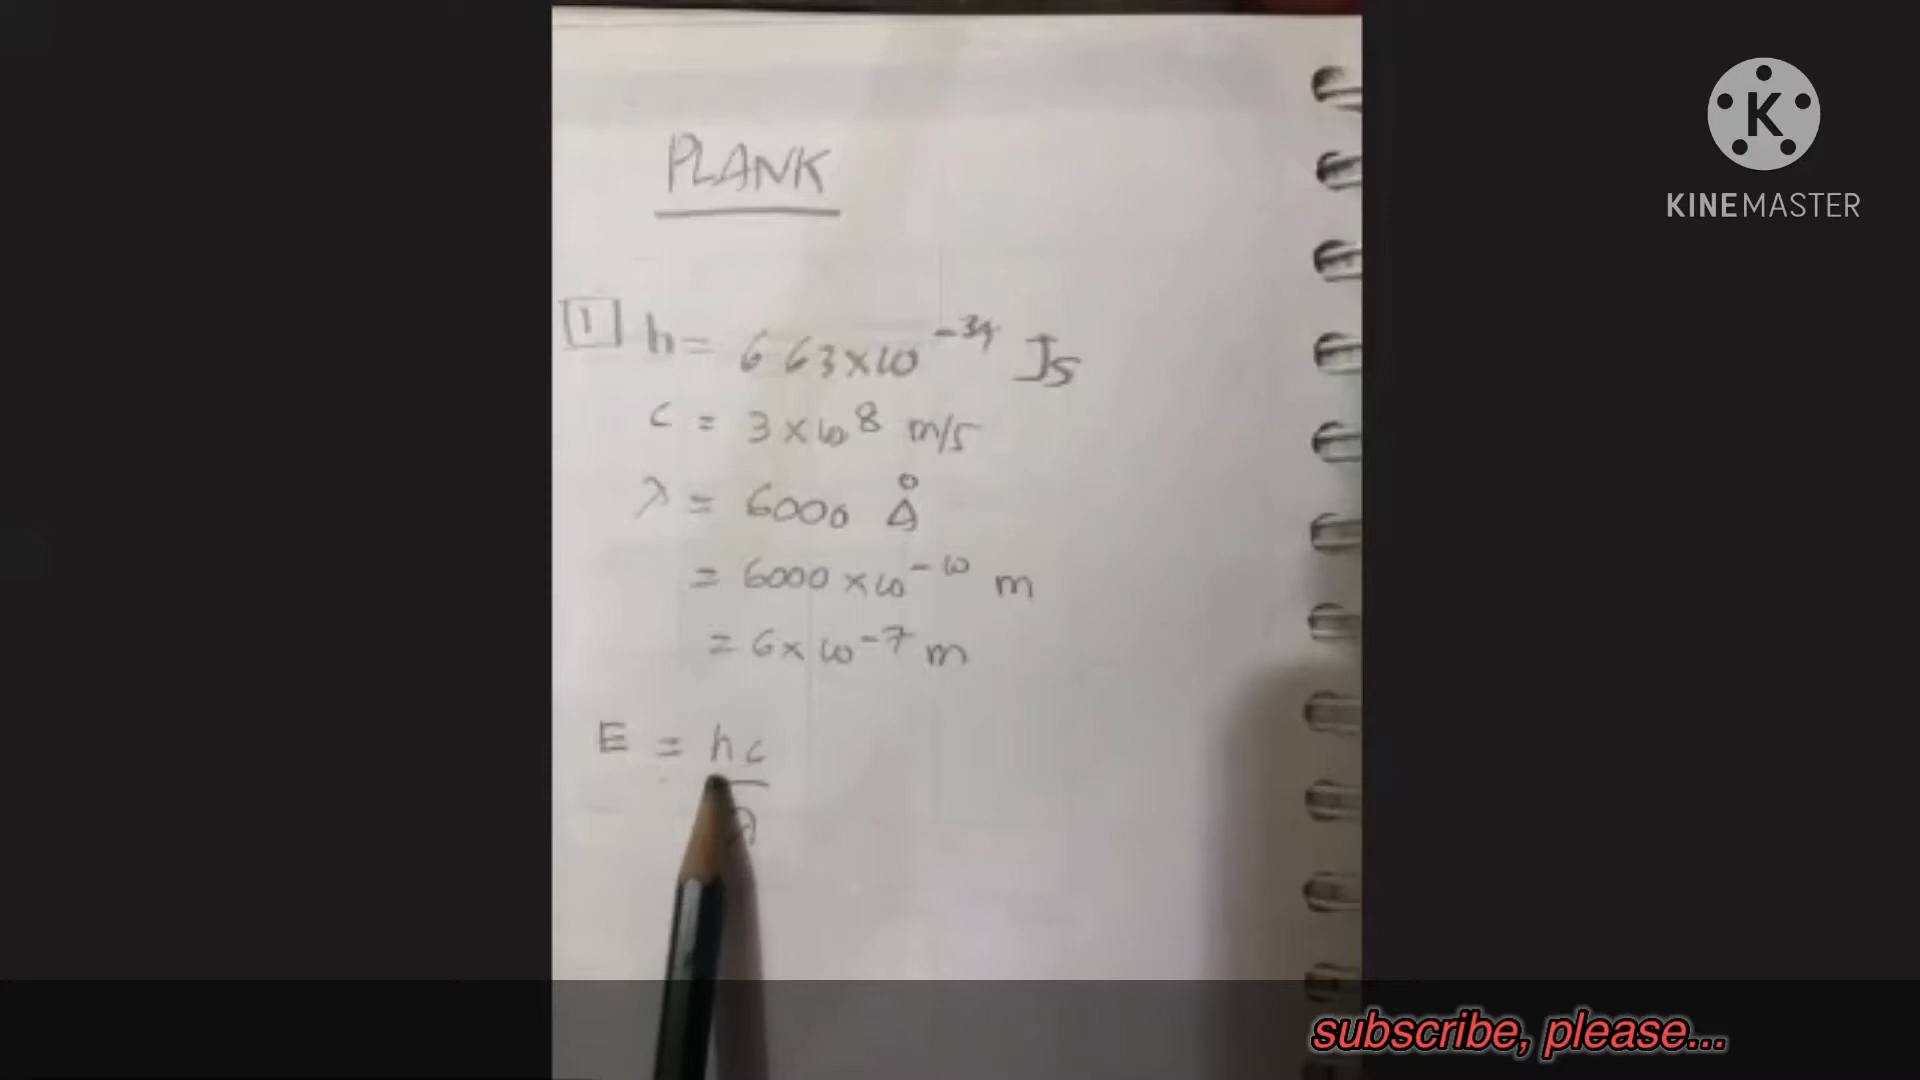 PLANK
1 h = 6 63 x 10 ⁻³⁴ Js
c = 3 x 10⁸ m/s
λ = 6000 Å
= 6000 x 10⁻¹⁰ m
= 6 x 10⁻⁷ m
E = hc
λ
K
KINEMASTER
subscribe, please...